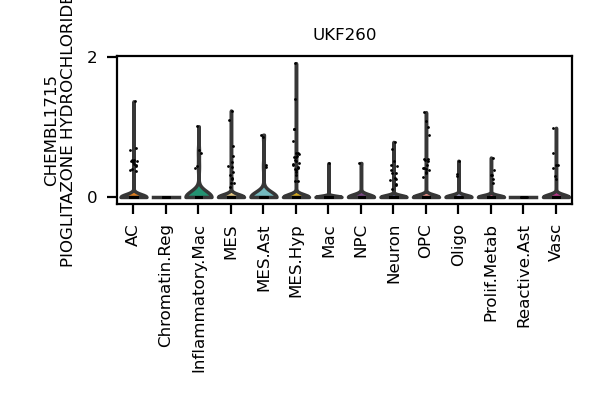 UKF260
CHEMBL1715
PIOGLITAZONE HYDROCHLORIDE
2
0
AC
Chromatin.Reg
Inflammatory.Mac
MES
MES.Ast
MES.Hyp
Mac
NPC
Neuron
OPC
Oligo
Prolif.Metab
Reactive.Ast
Vasc